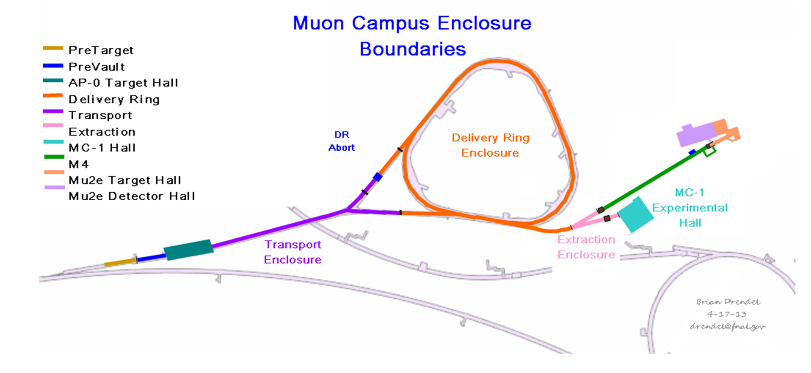 Muon Campus Enclosure
Boundaries
PreTarget
PreVault
AP-0 Target Hall
Delivery Ring
Transport
Extraction
MC-1 Hall
M4
Mu2e Target Hall
Mu2e Detector Hall
DR
Abort
Delivery Ring
Enclosure
MC-1
Experimental
Hall
Transport
Enclosure
Extraction
Enclosure
Brian Drendel
4-17-13
drendel@fnal.gov